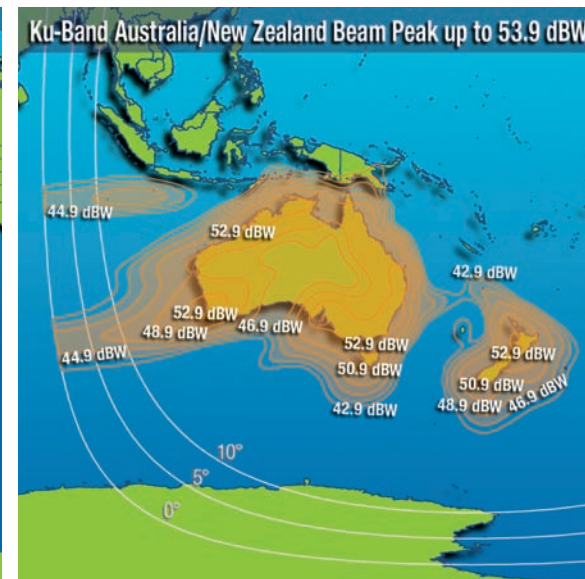 Ku-Band Australia/New Zealand Beam Peak up to 53.9 dBW
44.9 dBW
52.9 dBW
42.9 dBW
52.9 dBW
48.9 dBW
46.9 dBW
52.9 dBW
52.9 dBW
44.9 dBW
50.9 dBW
50.9 dBW
42.9 dBW
48.9 dBW
46.9 dBW
10°
5°
0°